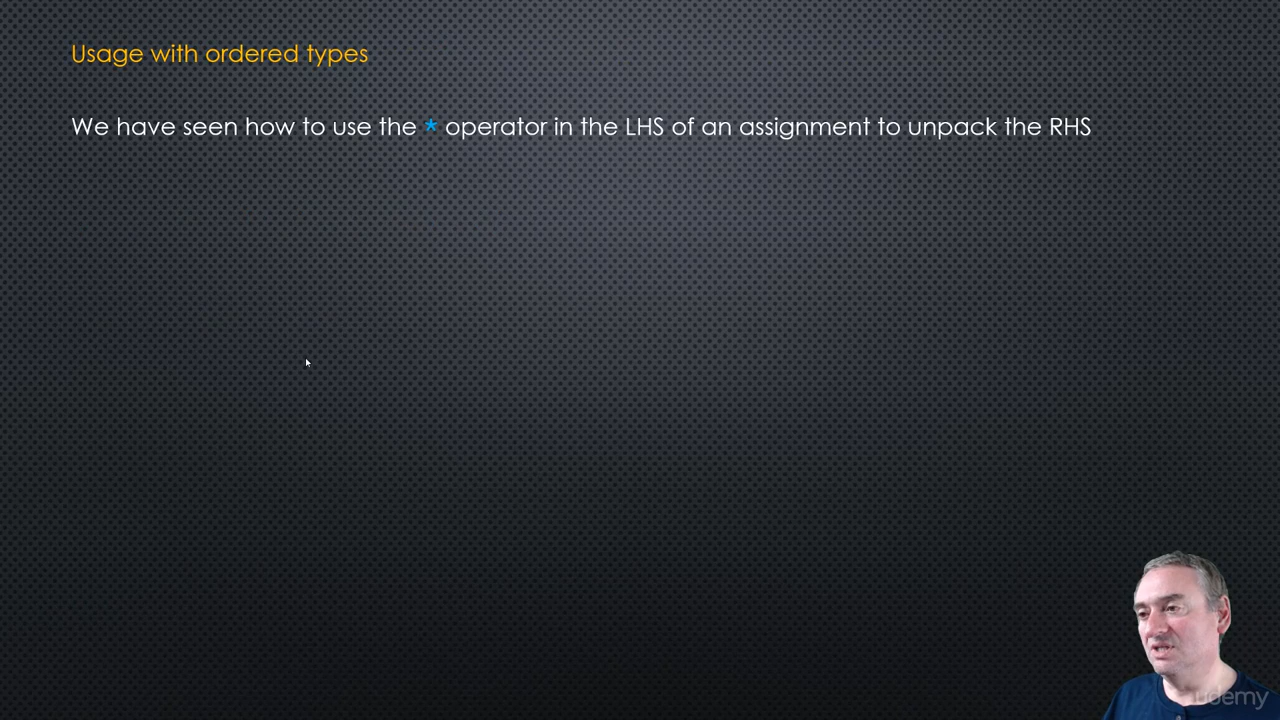 Usage with ordered types
We have seen how to use the * operator in the LHS of an assignment to unpack the RHS
udemy